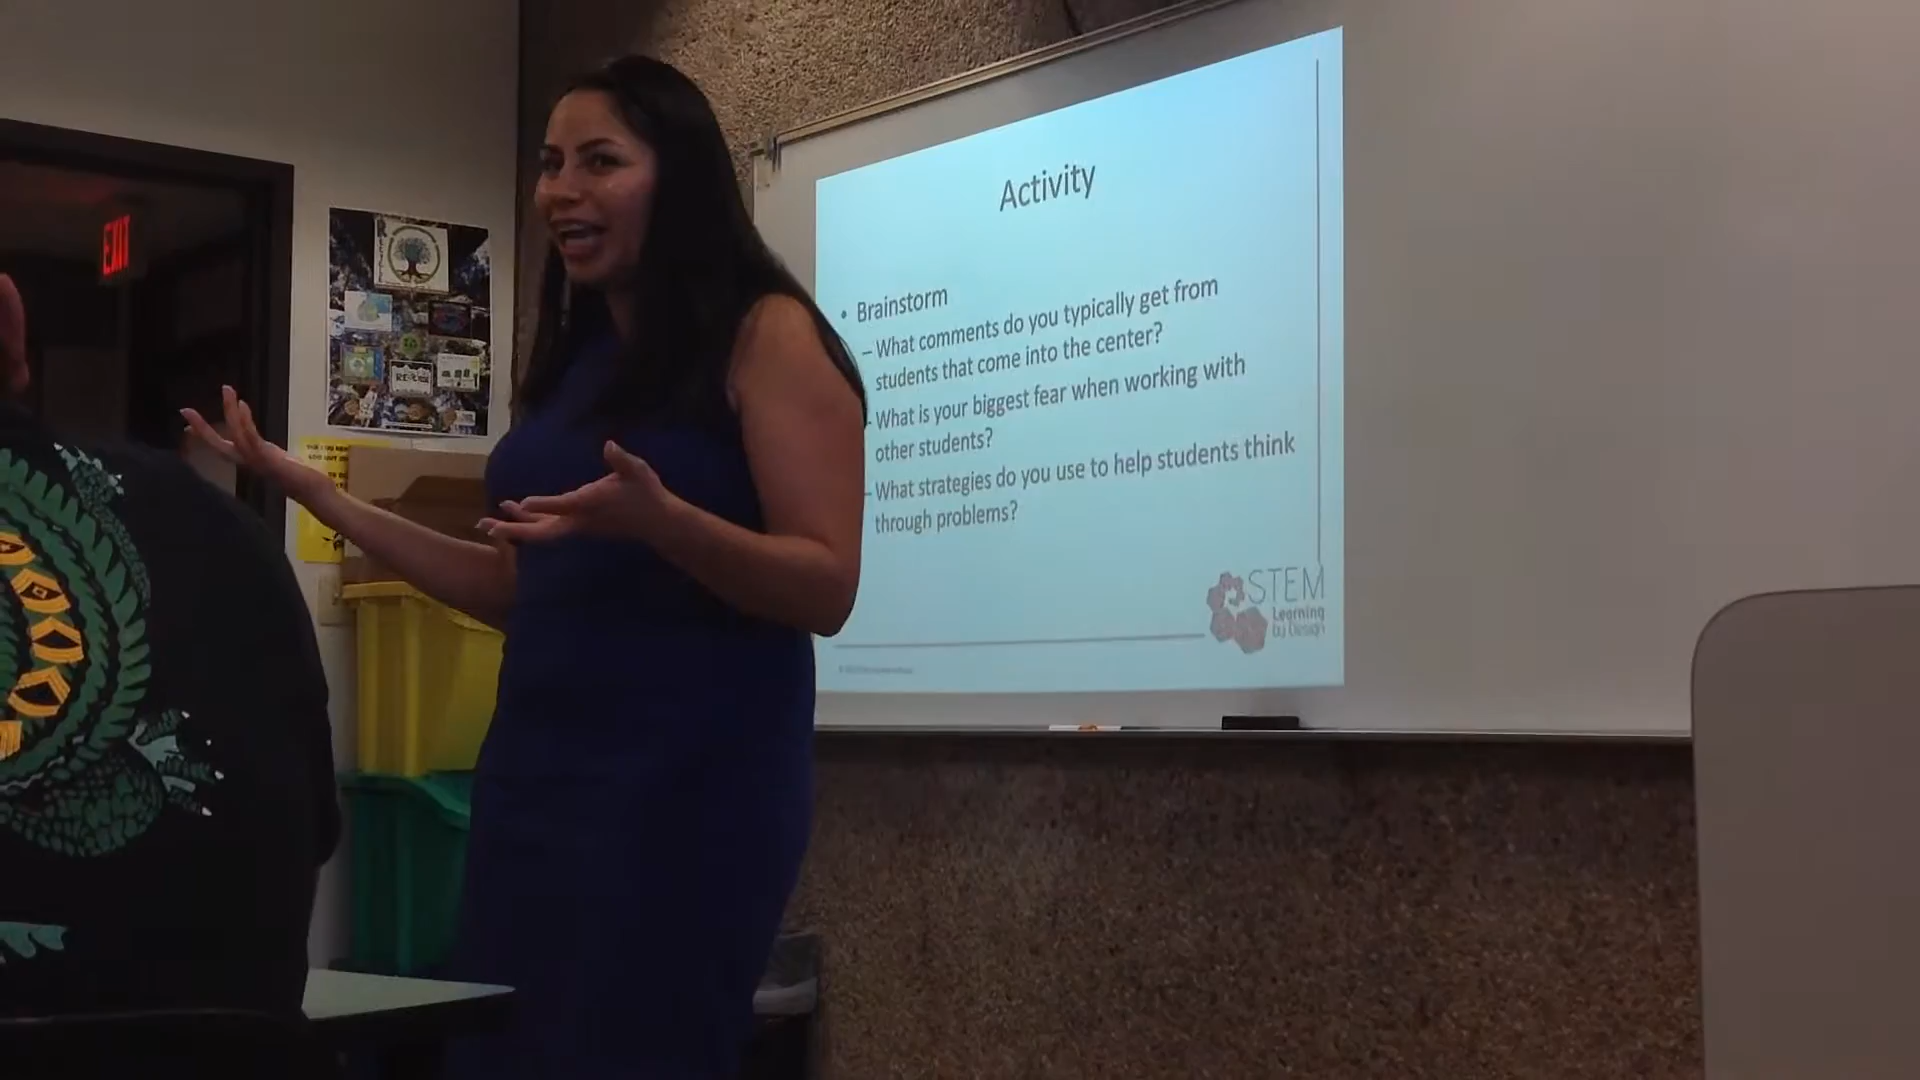 EXIT
Activity
• Brainstorm
– What comments do you typically get from
students that come into the center?
– What is your biggest fear when working with
other students?
– What strategies do you use to help students think
through problems?
STEM
Learning
by Design